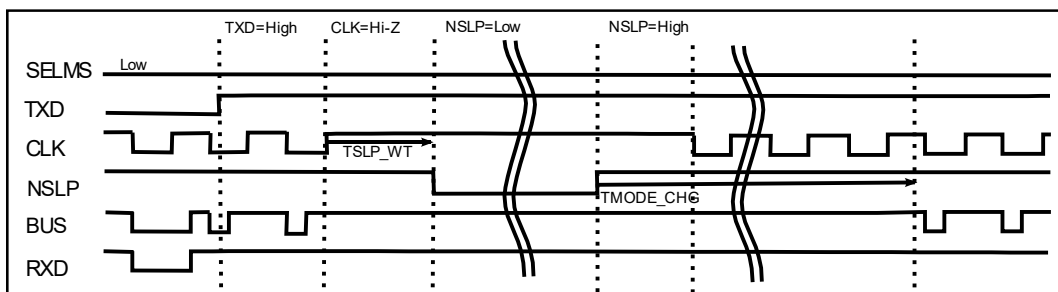 TXD=High CLK=Hi-Z NSLP=Low NSLP=High
SELMS Low
TXD
CLK
TSLP_WT
NSLP
TMODE_CHG
BUS
RXD